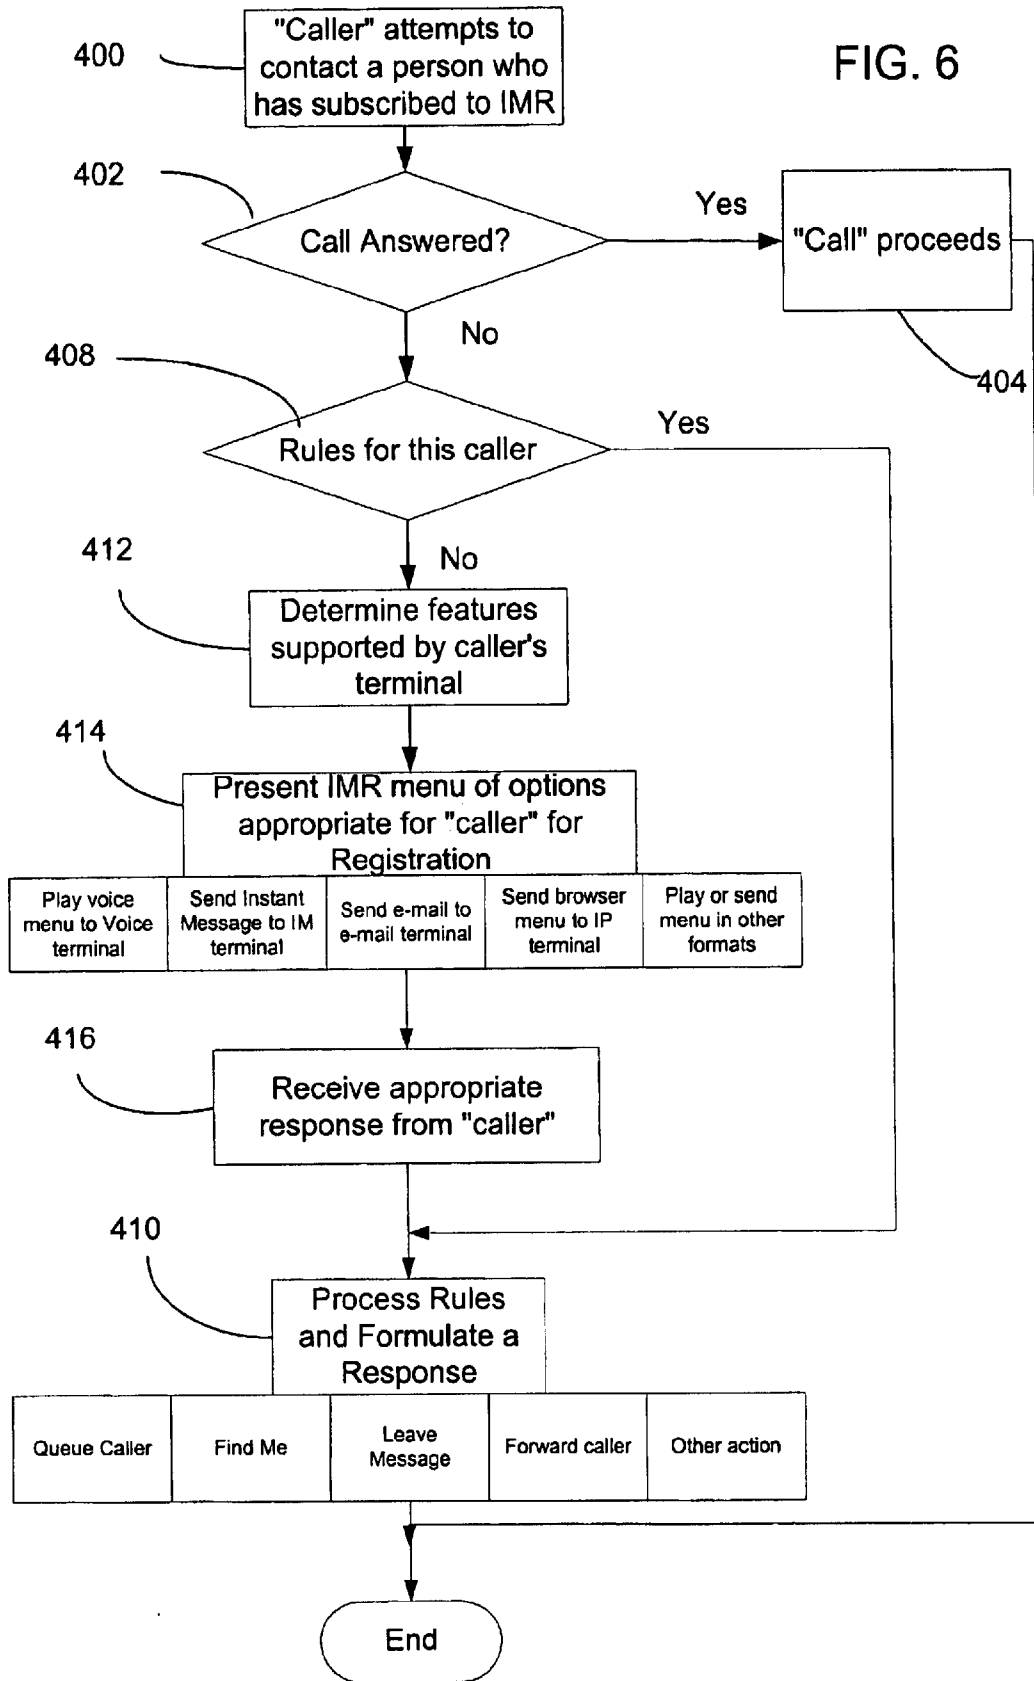 FIG. 6
400
"Caller" attempts to
contact a person who
has subscribed to IMR
402
Call Answered?
Yes
"Call" proceeds
404
No
408
Rules for this caller
Yes
No
412
Determine features
supported by caller's
terminal
414
Present IMR menu of options
appropriate for "caller" for
Registration
Play voice
menu to Voice
terminal
Send Instant
Message to IM
terminal
Send e-mail to
e-mail terminal
Send browser
menu to IP
terminal
Play or send
menu in other
formats
416
Receive appropriate
response from "caller"
410
Process Rules
and Formulate a
Response
Queue Caller
Find Me
Leave
Message
Forward caller
Other action
End